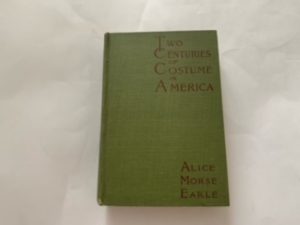 TWO
CENTURIES
OF
COSTUME
IN
AMERICA
ALICE
MORSE
EARLE